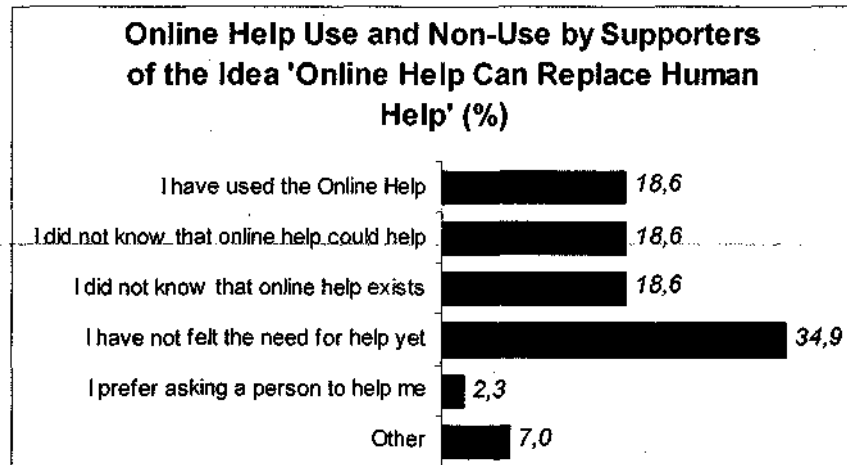 Online Help Use and Non-Use by Supporters
of the Idea 'Online Help Can Replace Human
Help' (%)
I have used the Online Help 18,6
I did not know that online help could help 18,6
I did not know that online help exists 18,6
I have not felt the need for help yet 34,9
I prefer asking a person to help me 2,3
Other 7,0